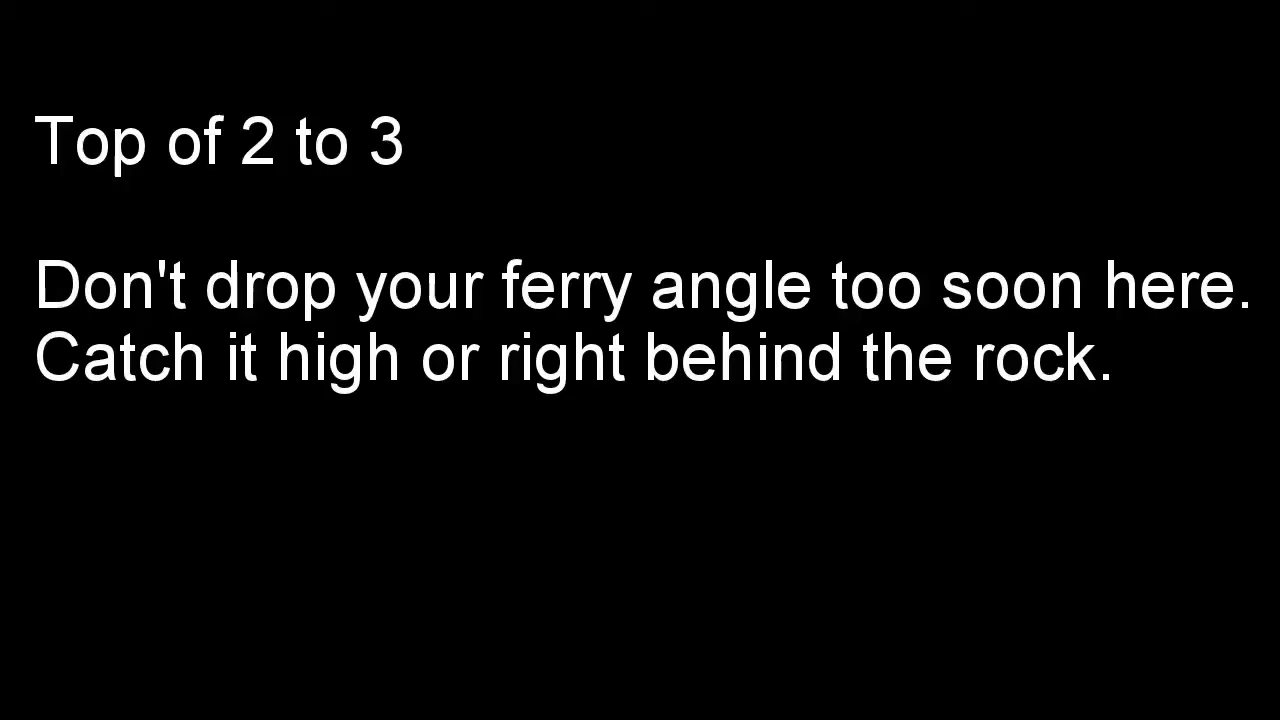 Top of 2 to 3
Don't drop your ferry angle too soon here.
Catch it high or right behind the rock.